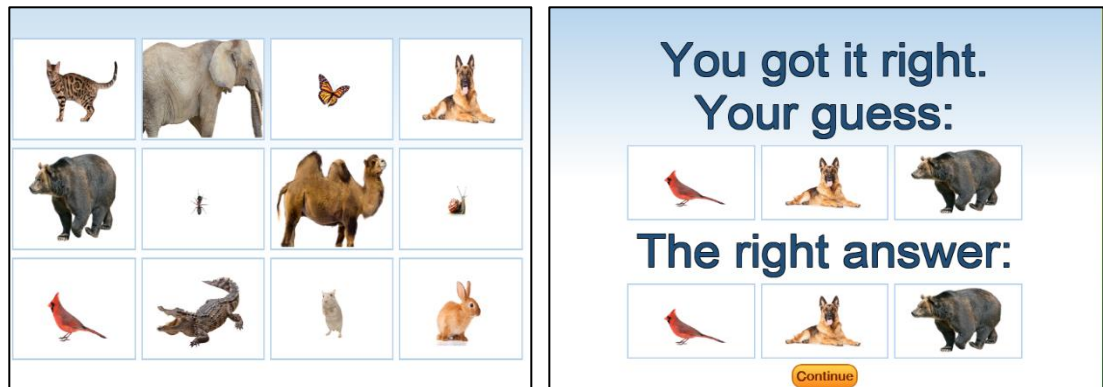 You got it right.
Your guess:
The right answer:
Continue